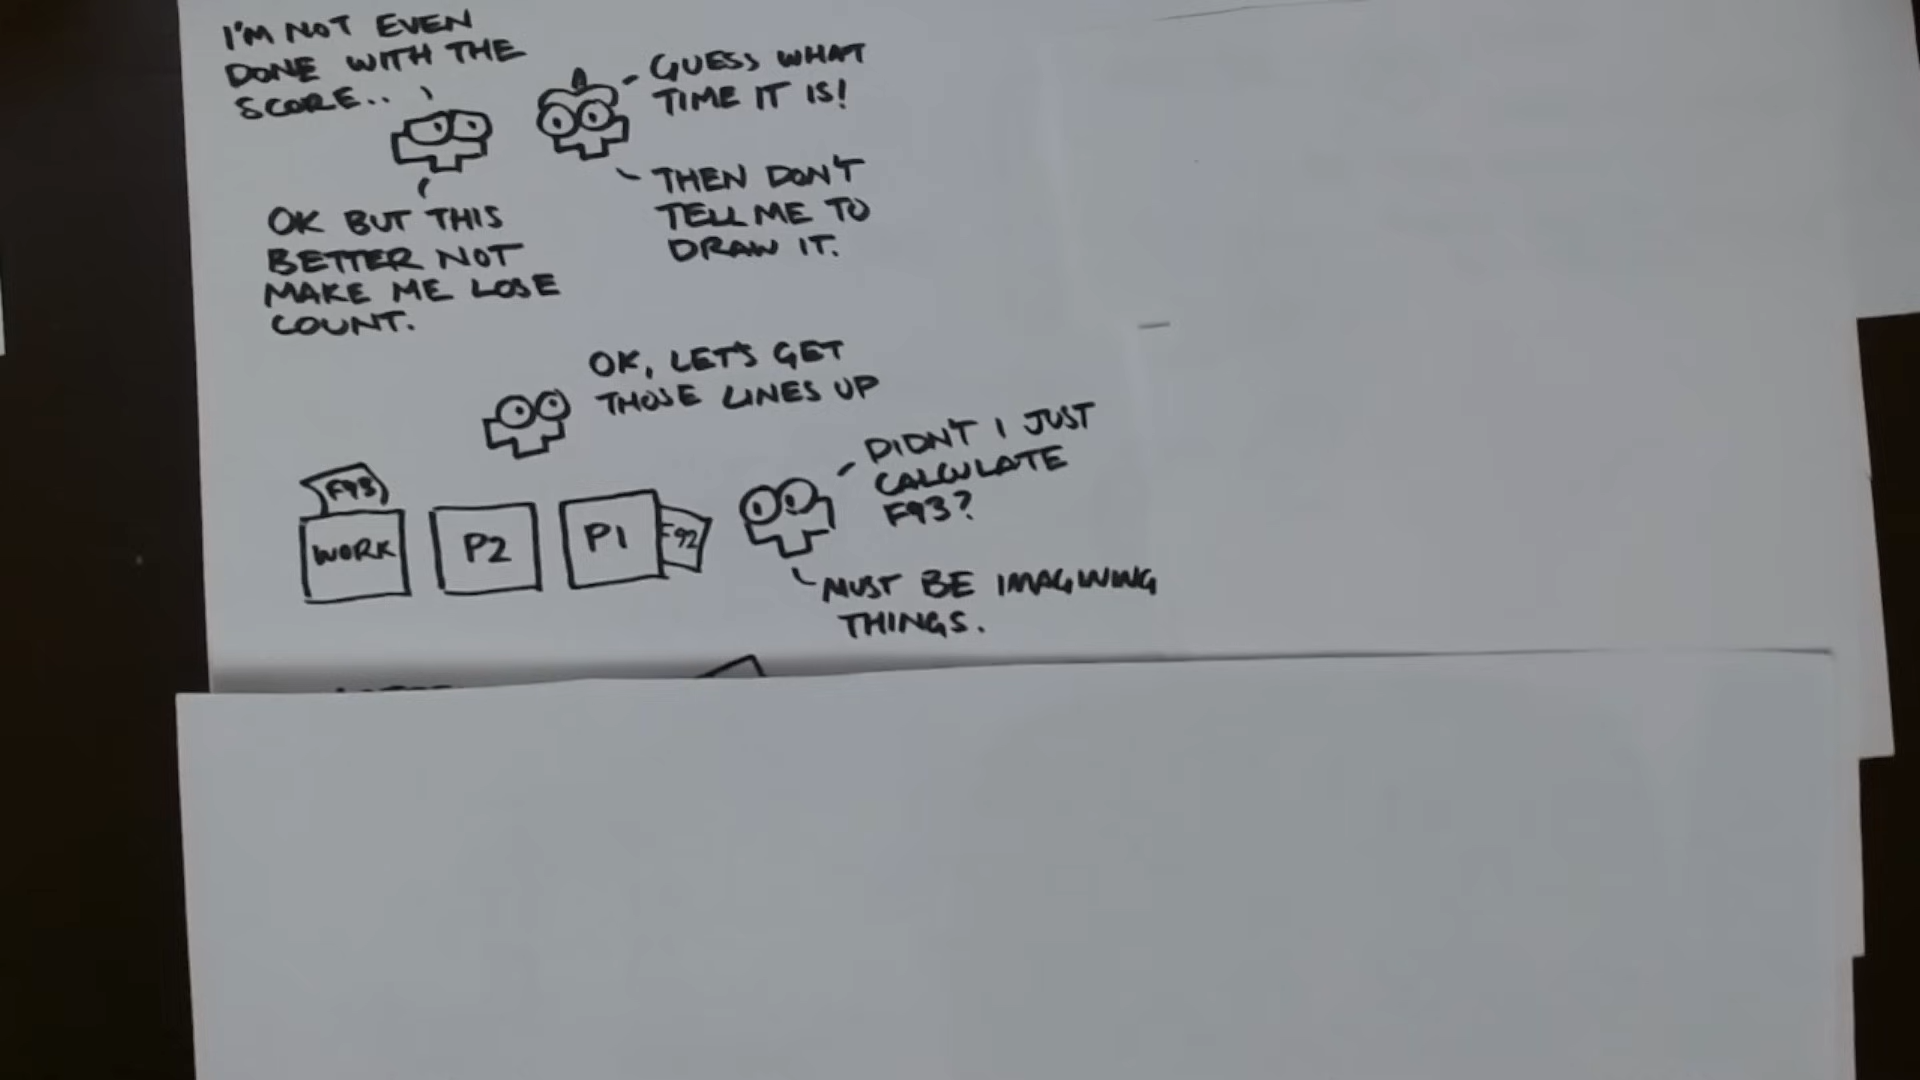 I'M NOT EVEN
DONE WITH THE
SCORE..
GUESS WHAT
TIME IT IS!
THEN DON'T
TELL ME TO
DRAW IT.
OK BUT THIS
BETTER NOT
MAKE ME LOSE
COUNT.
OK, LET'S GET
THOSE LINES UP
DIDN'T I JUST
CALCULATE
F93?
MUST BE IMAGINING
THINGS.
F93
WORK
P2
P1
F92